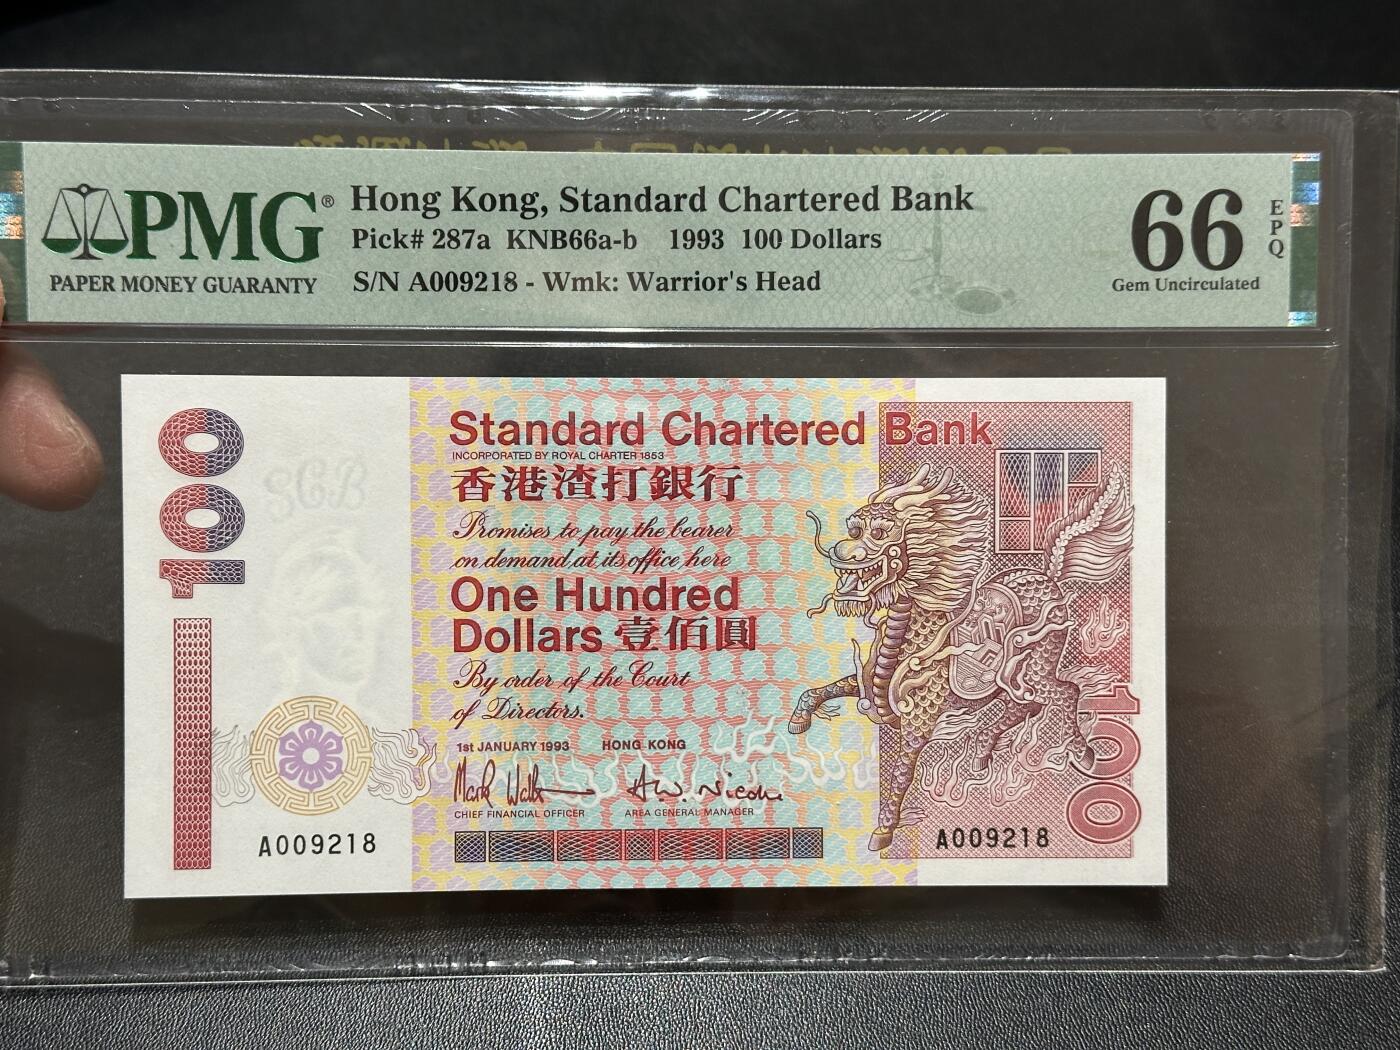 PMG®
PAPER MONEY GUARANTY
Hong Kong, Standard Chartered Bank
Pick# 287a KNB66a-b 1993 100 Dollars
S/N A009218 - Wmk: Warrior's Head
66
EPQ
Gem Uncirculated
100
SCB
Standard Chartered Bank
INCORPORATED BY ROYAL CHARTER 1853
香港渣打銀行
Promises to pay the bearer
on demand at its office here
One Hundred
Dollars 壹佰圓
By order of the Court
of Directors.
1st JANUARY 1993 HONG KONG
CHIEF FINANCIAL OFFICER AREA GENERAL MANAGER
A009218
A009218
100